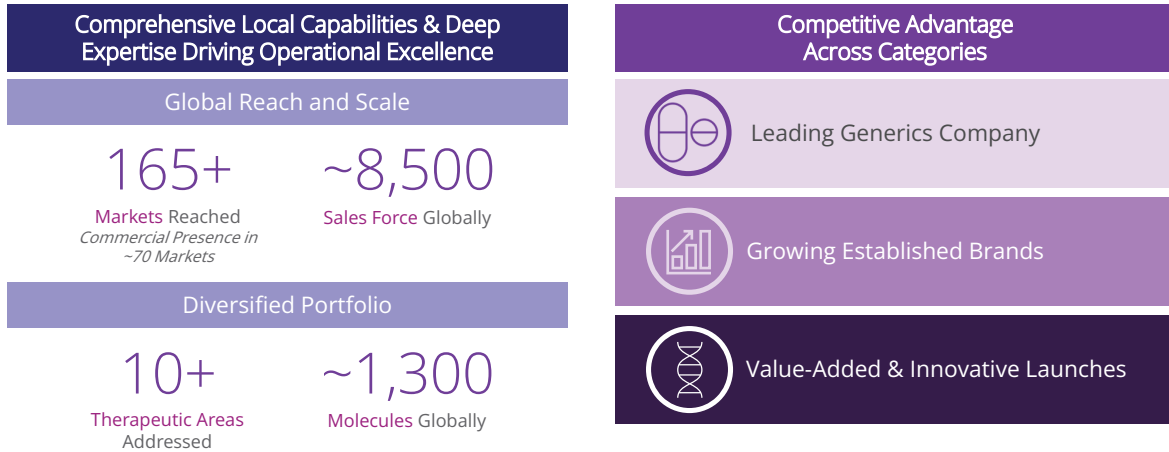 Comprehensive Local Capabilities & Deep
Expertise Driving Operational Excellence
Global Reach and Scale
165+
Markets Reached
Commercial Presence in
~70 Markets
~8,500
Sales Force Globally
Diversified Portfolio
10+
Therapeutic Areas
Addressed
~1,300
Molecules Globally
Competitive Advantage
Across Categories
Leading Generics Company
Growing Established Brands
Value-Added & Innovative Launches